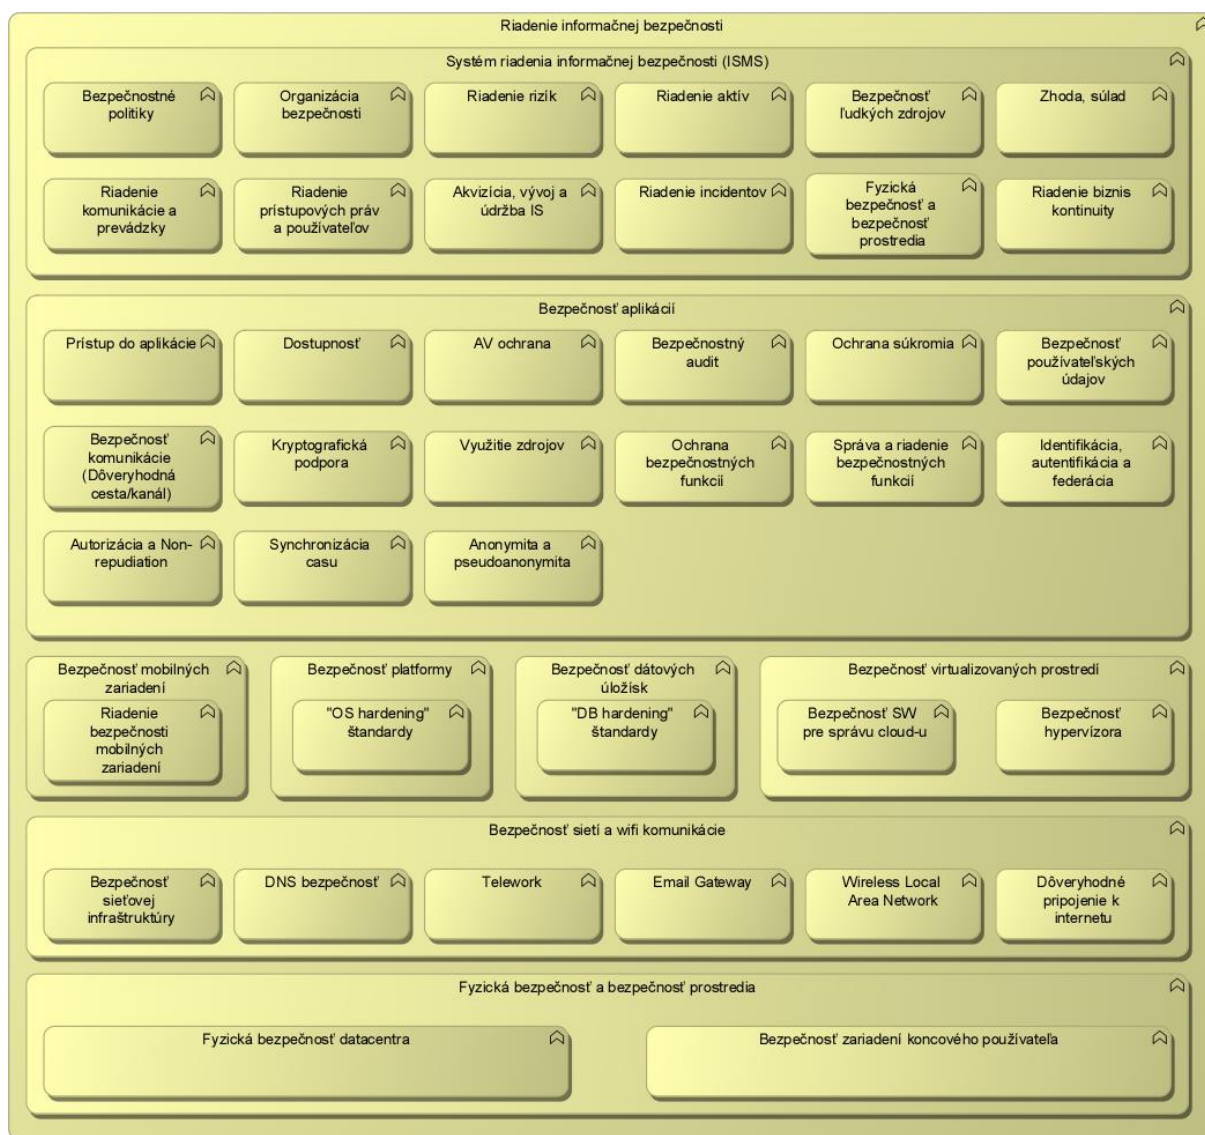 Riadenie informačnej bezpečnosti
Systém riadenia informačnej bezpečnosti (ISMS)
Bezpečnostné
politiky
Organizácia
bezpečnosti
Riadenie rizík
Riadenie aktív
Bezpečnosť
ľudkých zdrojov
Zhoda, súlad
Riadenie
komunikácie a
prevádzky
Riadenie
prístupových práv
a používateľov
Akvizícia, vývoj a
údržba IS
Riadenie incidentov
Fyzická
bezpečnosť a
bezpečnosť
prostredia
Riadenie biznis
kontinuity
Bezpečnosť aplikácií
Prístup do aplikácie
Dostupnosť
AV ochrana
Bezpečnostný
audit
Ochrana súkromia
Bezpečnosť
používateľských
údajov
Bezpečnosť
komunikácie
(Dôveryhodná
cesta/kanál)
Kryptografická
podpora
Využitie zdrojov
Ochrana
bezpečnostných
funkcií
Správa a riadenie
bezpečnostných
funkcií
Identifikácia,
autentifikácia a
federácia
Autorizácia a Non-
repudiation
Synchronizácia
casu
Anonymita a
pseudoanonymita
Bezpečnosť mobilných
zariadení
Riadenie
bezpečnosti
mobilných
zariadení
Bezpečnosť platformy
"OS hardening"
štandardy
Bezpečnosť dátových
úložísk
"DB hardening"
štandardy
Bezpečnosť virtualizovaných prostredí
Bezpečnosť SW
pre správu cloud-u
Bezpečnosť
hypervízora
Bezpečnosť sietí a wifi komunikácie
Bezpečnosť
sieťovej
infraštruktúry
DNS bezpečnosť
Telework
Email Gateway
Wireless Local
Area Network
Dôveryhodné
pripojenie k
internetu
Fyzická bezpečnosť a bezpečnosť prostredia
Fyzická bezpečnosť datacentra
Bezpečnosť zariadení koncového používateľa